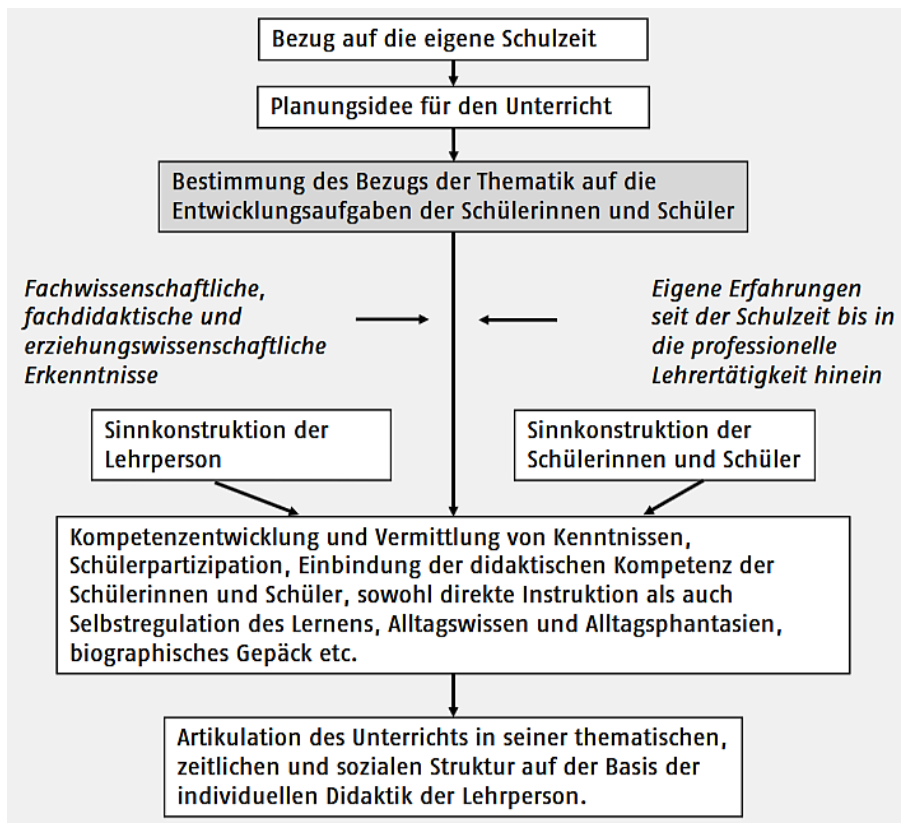 Bezug auf die eigene Schulzeit
Planungsidee für den Unterricht
Bestimmung des Bezugs der Thematik auf die
Entwicklungsaufgaben der Schülerinnen und Schüler
Fachwissenschaftliche,
fachdidaktische und
erziehungswissenschaftliche
Erkenntnisse
Eigene Erfahrungen
seit der Schulzeit bis in
die professionelle
Lehrertätigkeit hinein
Sinnkonstruktion der
Lehrperson
Sinnkonstruktion der
Schülerinnen und Schüler
Kompetenzentwicklung und Vermittlung von Kenntnissen,
Schülerpartizipation, Einbindung der didaktischen Kompetenz der
Schülerinnen und Schüler, sowohl direkte Instruktion als auch
Selbstregulation des Lernens, Alltagswissen und Alltagsphantasien,
biographisches Gepäck etc.
Artikulation des Unterrichts in seiner thematischen,
zeitlichen und sozialen Struktur auf der Basis der
individuellen Didaktik der Lehrperson.